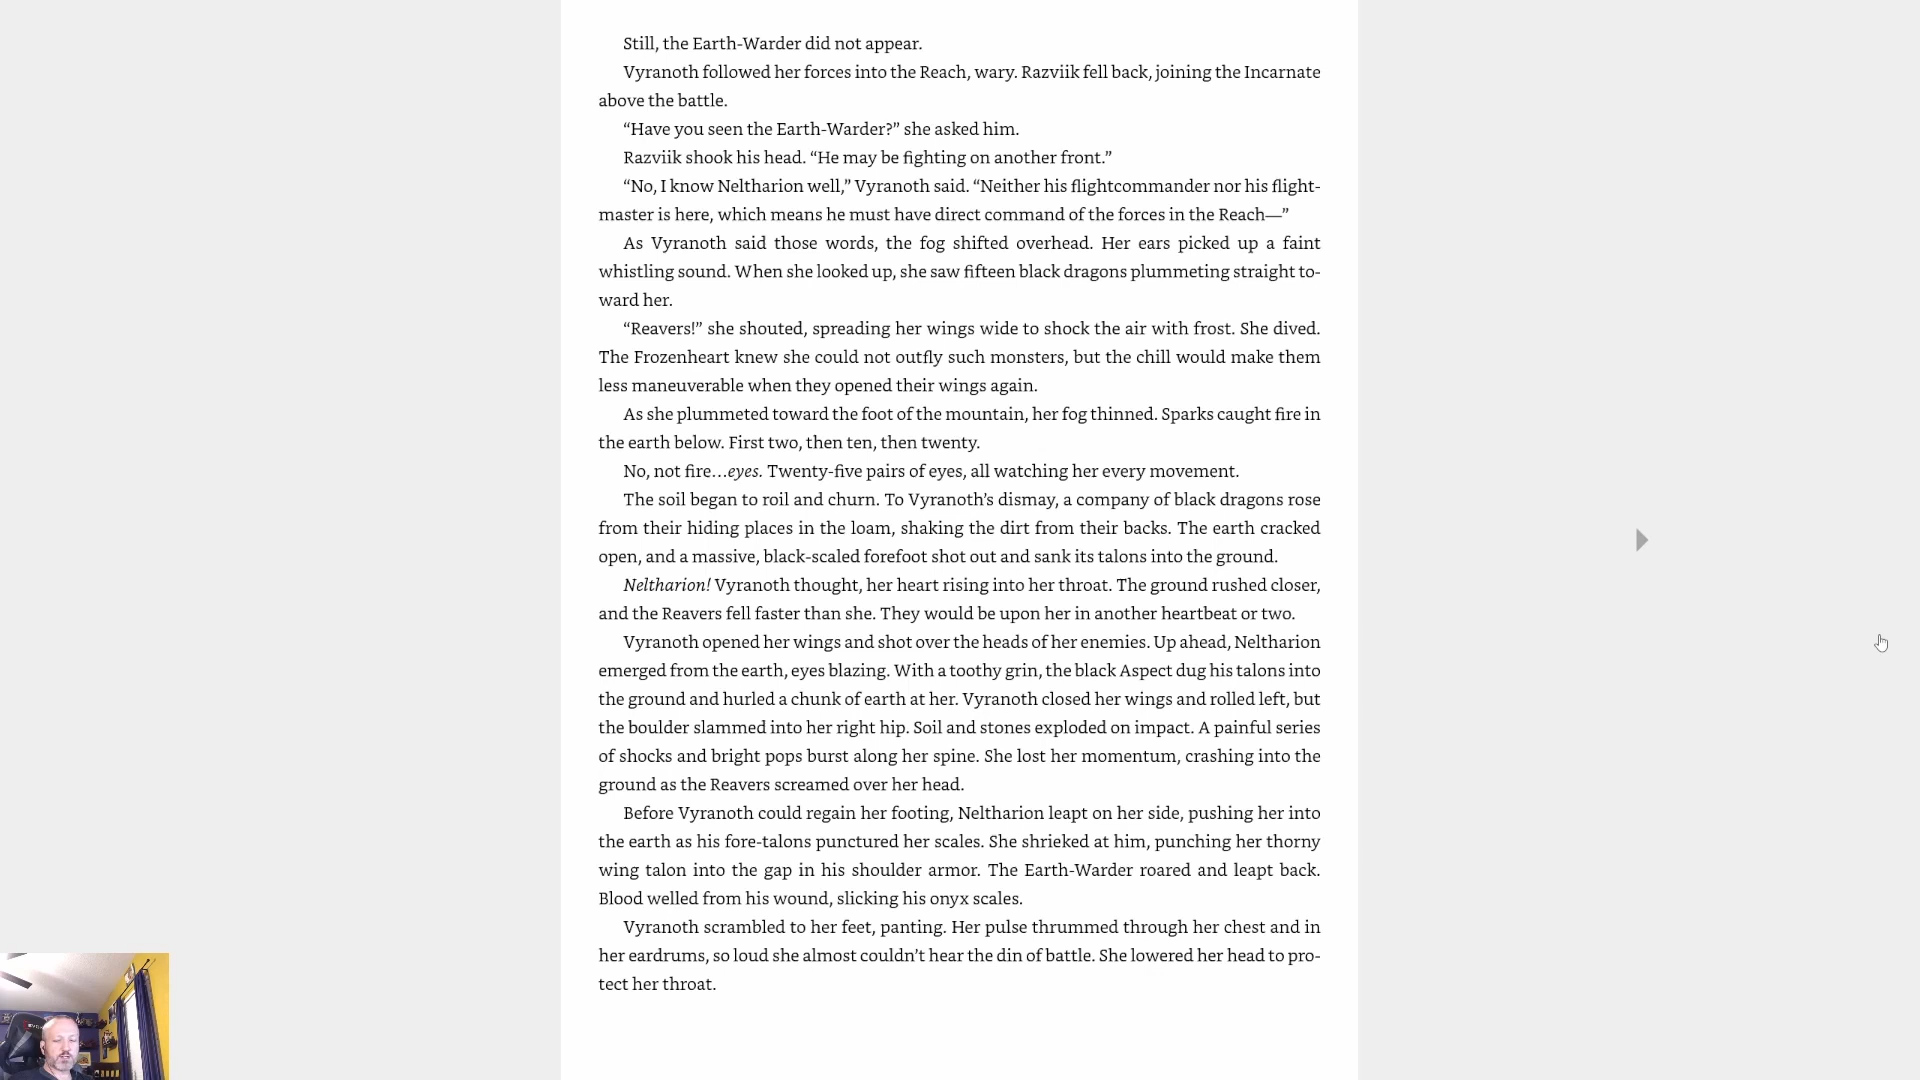 Still, the Earth-Warder did not appear.
Vyranoth followed her forces into the Reach, wary. Razviik fell back, joining the Incarnate
above the battle.
“Have you seen the Earth-Warder?” she asked him.
Razviik shook his head. “He may be fighting on another front.”
“No, I know Neltharion well,” Vyranoth said. “Neither his flightcommander nor his flight-
master is here, which means he must have direct command of the forces in the Reach—”
As Vyranoth said those words, the fog shifted overhead. Her ears picked up a faint
whistling sound. When she looked up, she saw fifteen black dragons plummeting straight to-
ward her.
“Reavers!” she shouted, spreading her wings wide to shock the air with frost. She dived.
The Frozenheart knew she could not outfly such monsters, but the chill would make them
less maneuverable when they opened their wings again.
As she plummeted toward the foot of the mountain, her fog thinned. Sparks caught fire in
the earth below. First two, then ten, then twenty.
No, not fire…eyes. Twenty-five pairs of eyes, all watching her every movement.
The soil began to roil and churn. To Vyranoth’s dismay, a company of black dragons rose
from their hiding places in the loam, shaking the dirt from their backs. The earth cracked
open, and a massive, black-scaled forefoot shot out and sank its talons into the ground.
Neltharion! Vyranoth thought, her heart rising into her throat. The ground rushed closer,
and the Reavers fell faster than she. They would be upon her in another heartbeat or two.
Vyranoth opened her wings and shot over the heads of her enemies. Up ahead, Neltharion
emerged from the earth, eyes blazing. With a toothy grin, the black Aspect dug his talons into
the ground and hurled a chunk of earth at her. Vyranoth closed her wings and rolled left, but
the boulder slammed into her right hip. Soil and stones exploded on impact. A painful series
of shocks and bright pops burst along her spine. She lost her momentum, crashing into the
ground as the Reavers screamed over her head.
Before Vyranoth could regain her footing, Neltharion leapt on her side, pushing her into
the earth as his fore-talons punctured her scales. She shrieked at him, punching her thorny
wing talon into the gap in his shoulder armor. The Earth-Warder roared and leapt back.
Blood welled from his wound, slicking his onyx scales.
Vyranoth scrambled to her feet, panting. Her pulse thrummed through her chest and in
her eardrums, so loud she almost couldn’t hear the din of battle. She lowered her head to pro-
tect her throat.